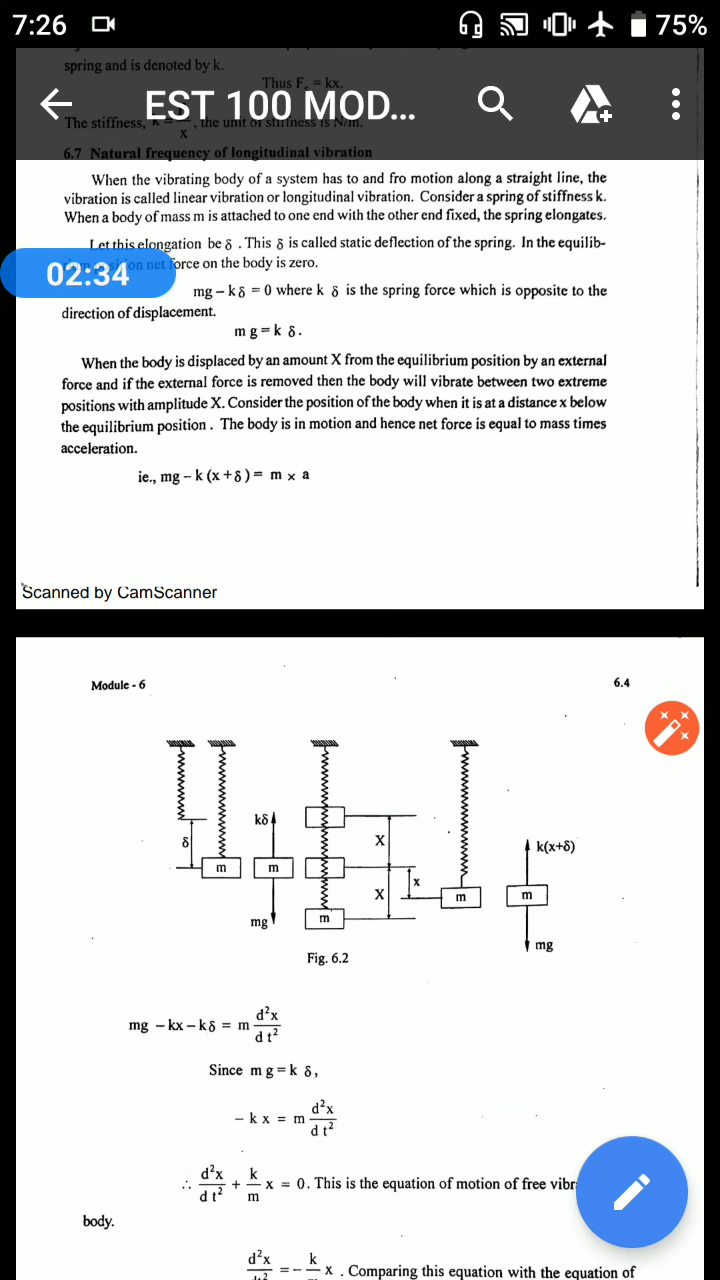 7:26 75%
spring and is denoted by k.
Thus F = kx.
EST 100 MOD...
The stiffness, k = x, the unit of stiffness is N/m.
6.7 Natural frequency of longitudinal vibration
When the vibrating body of a system has to and fro motion along a straight line, the
vibration is called linear vibration or longitudinal vibration. Consider a spring of stiffness k.
When a body of mass m is attached to one end with the other end fixed, the spring elongates.
Let this elongation be δ . This δ is called static deflection of the spring. In the equilib-
02:34
position net force on the body is zero.
mg – kδ = 0 where k δ is the spring force which is opposite to the
direction of displacement.
m g = k δ.
When the body is displaced by an amount X from the equilibrium position by an external
force and if the external force is removed then the body will vibrate between two extreme
positions with amplitude X. Consider the position of the body when it is at a distance x below
the equilibrium position . The body is in motion and hence net force is equal to mass times
acceleration.
ie., mg – k (x + δ) = m × a
Scanned by CamScanner
Module - 6 6.4
kδ
δ
m
m
mg
X
X
m
x
m
k(x+δ)
m
mg
Fig. 6.2
mg – kx – kδ = m d²x / d t²
Since m g = k δ,
– k x = m d²x / d t²
∴ d²x / d t² + k / m x = 0. This is the equation of motion of free
body.
d²x / dt² = – k x . Comparing this equation with the equation of